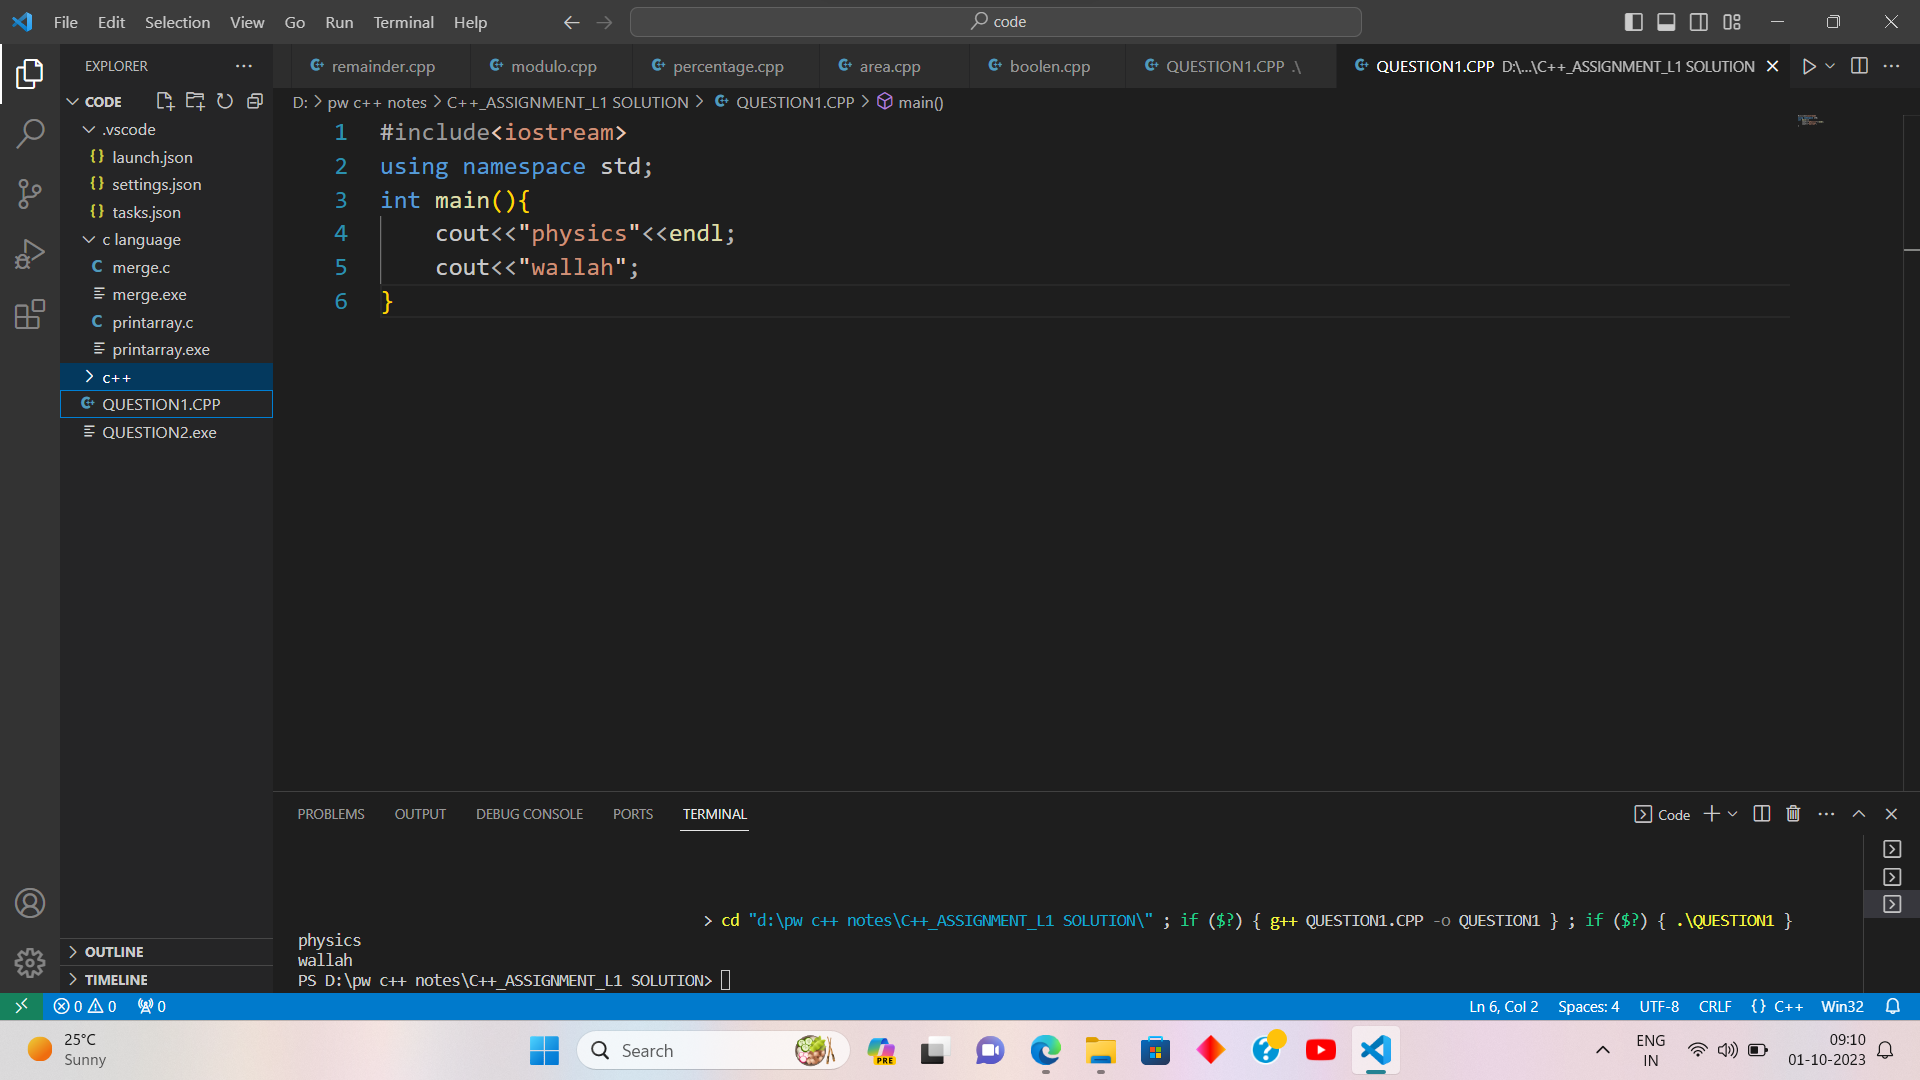 File Edit Selection View Go Run Terminal Help code
EXPLORER
remainder.cpp modulo.cpp percentage.cpp area.cpp boolen.cpp QUESTION1.CPP .\ QUESTION1.CPP D:\...\C++_ASSIGNMENT_L1 SOLUTION
CODE
D: > pw c++ notes > C++_ASSIGNMENT_L1 SOLUTION > QUESTION1.CPP > main()
.vscode
launch.json
settings.json
tasks.json
c language
merge.c
merge.exe
printarray.c
printarray.exe
c++
QUESTION1.CPP
QUESTION2.exe
OUTLINE
TIMELINE
1 #include<iostream>
2 using namespace std;
3 int main(){
4 cout<<"physics"<<endl;
5 cout<<"wallah";
6 }
PROBLEMS OUTPUT DEBUG CONSOLE PORTS TERMINAL Code
> cd "d:\pw c++ notes\C++_ASSIGNMENT_L1 SOLUTION\" ; if ($?) { g++ QUESTION1.CPP -o QUESTION1 } ; if ($?) { .\QUESTION1 }
physics
wallah
PS D:\pw c++ notes\C++_ASSIGNMENT_L1 SOLUTION>
0 0 0 Ln 6, Col 2 Spaces: 4 UTF-8 CRLF {} C++ Win32
25°C
Sunny
Search
PRE
ENG
IN
09:10
01-10-2023